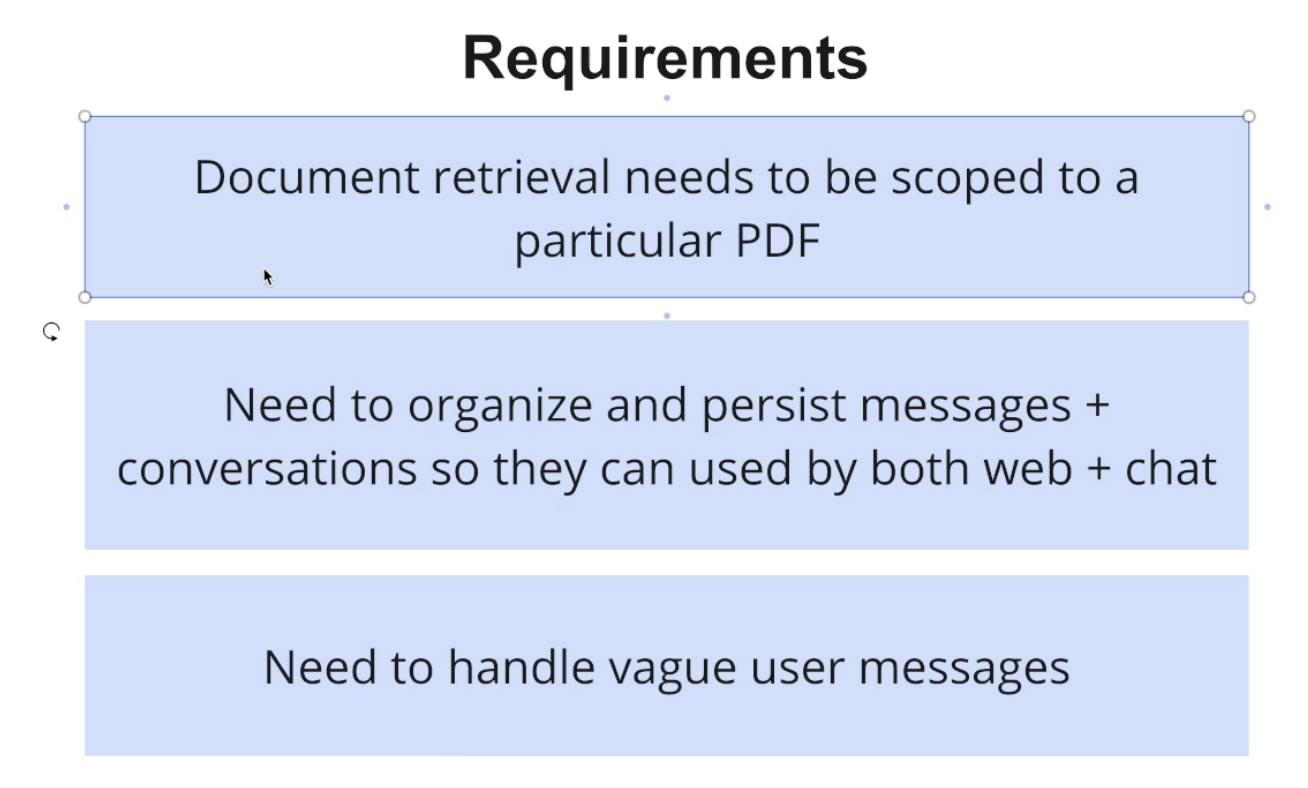 Requirements
Document retrieval needs to be scoped to a
particular PDF
Need to organize and persist messages +
conversations so they can used by both web + chat
Need to handle vague user messages